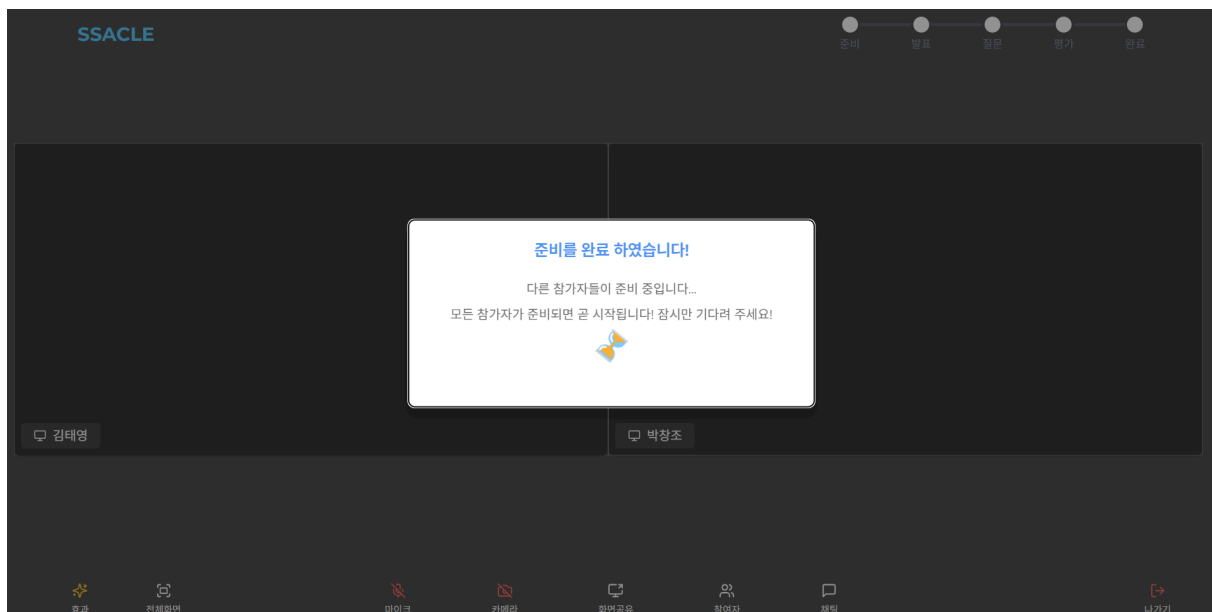 SSACLE
준비 발표 질문 평가 완료
준비를 완료 하였습니다!
다른 참가자들이 준비 중입니다...
모든 참가자가 준비되면 곧 시작됩니다! 잠시만 기다려 주세요!
김태영 박창조
효과 전체화면 마이크 카메라 화면공유 참여자 채팅 나가기